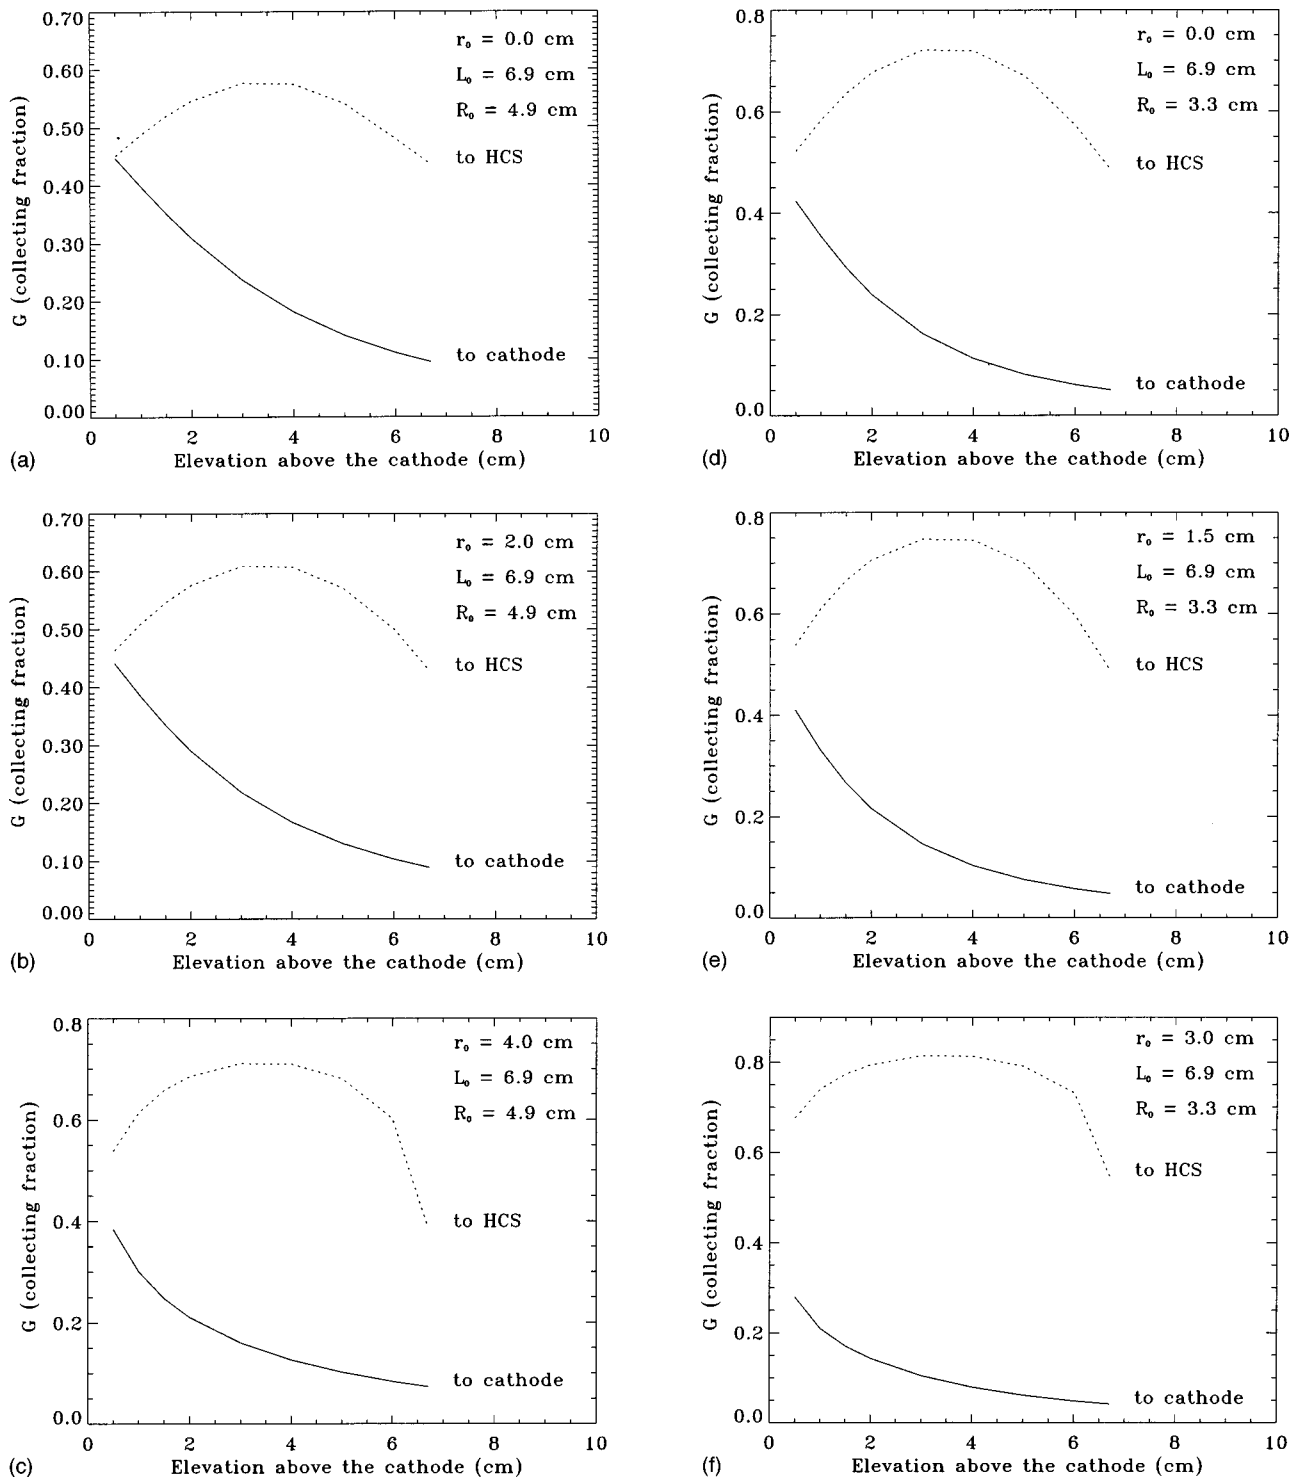 0.70
0.60
0.50
0.40
0.30
0.20
0.10
0.00
G (collecting fraction)
r₀ = 0.0 cm
L₀ = 6.9 cm
R₀ = 4.9 cm
to HCS
to cathode
0 2 4 6 8 10
(a) Elevation above the cathode (cm)
0.8
0.6
0.4
0.2
0.0
G (collecting fraction)
r₀ = 0.0 cm
L₀ = 6.9 cm
R₀ = 3.3 cm
to HCS
to cathode
0 2 4 6 8 10
(d) Elevation above the cathode (cm)
0.70
0.60
0.50
0.40
0.30
0.20
0.10
0.00
G (collecting fraction)
r₀ = 2.0 cm
L₀ = 6.9 cm
R₀ = 4.9 cm
to HCS
to cathode
0 2 4 6 8 10
(b) Elevation above the cathode (cm)
0.8
0.6
0.4
0.2
0.0
G (collecting fraction)
r₀ = 1.5 cm
L₀ = 6.9 cm
R₀ = 3.3 cm
to HCS
to cathode
0 2 4 6 8 10
(e) Elevation above the cathode (cm)
0.8
0.6
0.4
0.2
0.0
G (collecting fraction)
r₀ = 4.0 cm
L₀ = 6.9 cm
R₀ = 4.9 cm
to HCS
to cathode
0 2 4 6 8 10
(c) Elevation above the cathode (cm)
0.8
0.6
0.4
0.2
0.0
G (collecting fraction)
r₀ = 3.0 cm
L₀ = 6.9 cm
R₀ = 3.3 cm
to HCS
to cathode
0 2 4 6 8 10
(f) Elevation above the cathode (cm)